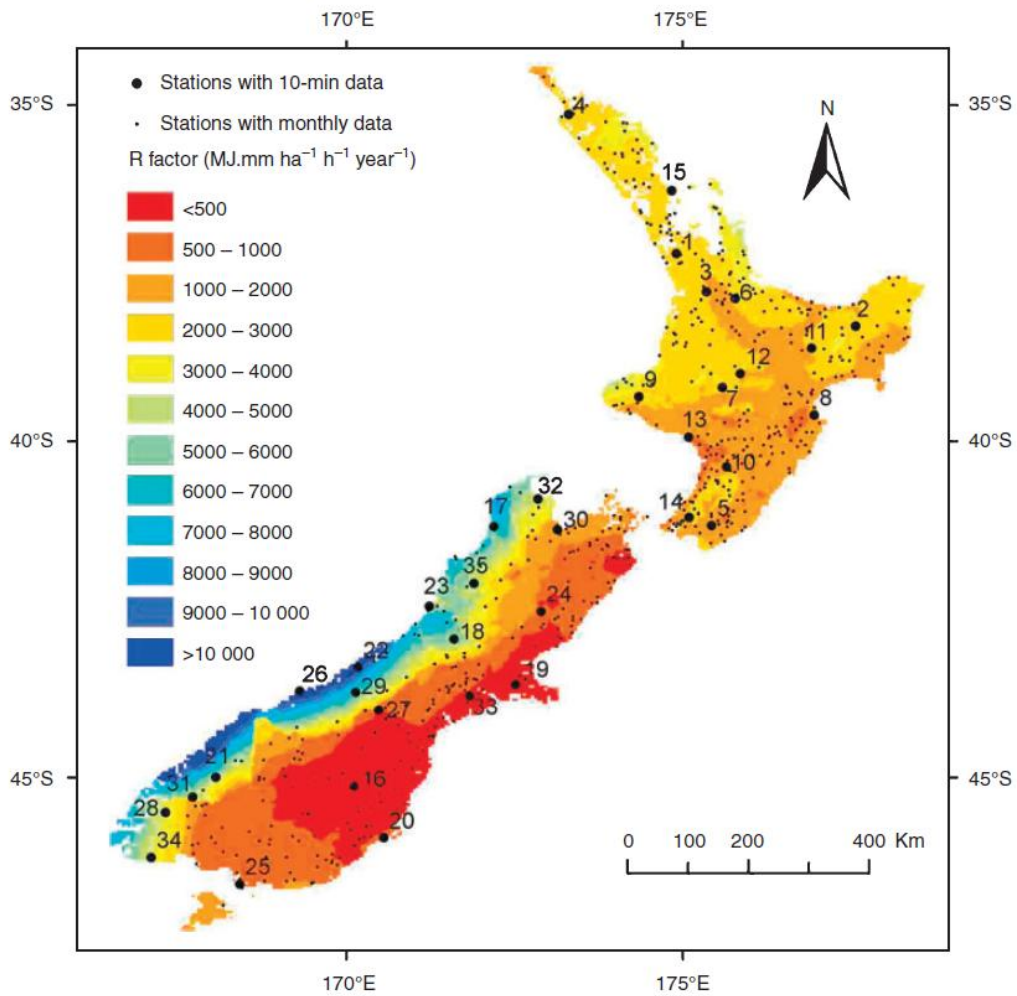 170°E 175°E
35°S 35°S
40°S 40°S
45°S 45°S
170°E 175°E
Stations with 10-min data
Stations with monthly data
R factor (MJ.mm ha⁻¹ h⁻¹ year⁻¹)
<500
500 – 1000
1000 – 2000
2000 – 3000
3000 – 4000
4000 – 5000
5000 – 6000
6000 – 7000
7000 – 8000
8000 – 9000
9000 – 10 000
>10 000
N
4
15
1
3
6
2
11
12
9
7
8
13
10
14
5
32
17
30
35
23
24
18
22
26
29
19
27
33
21
16
31
28
20
34
25
0 100 200 400 Km